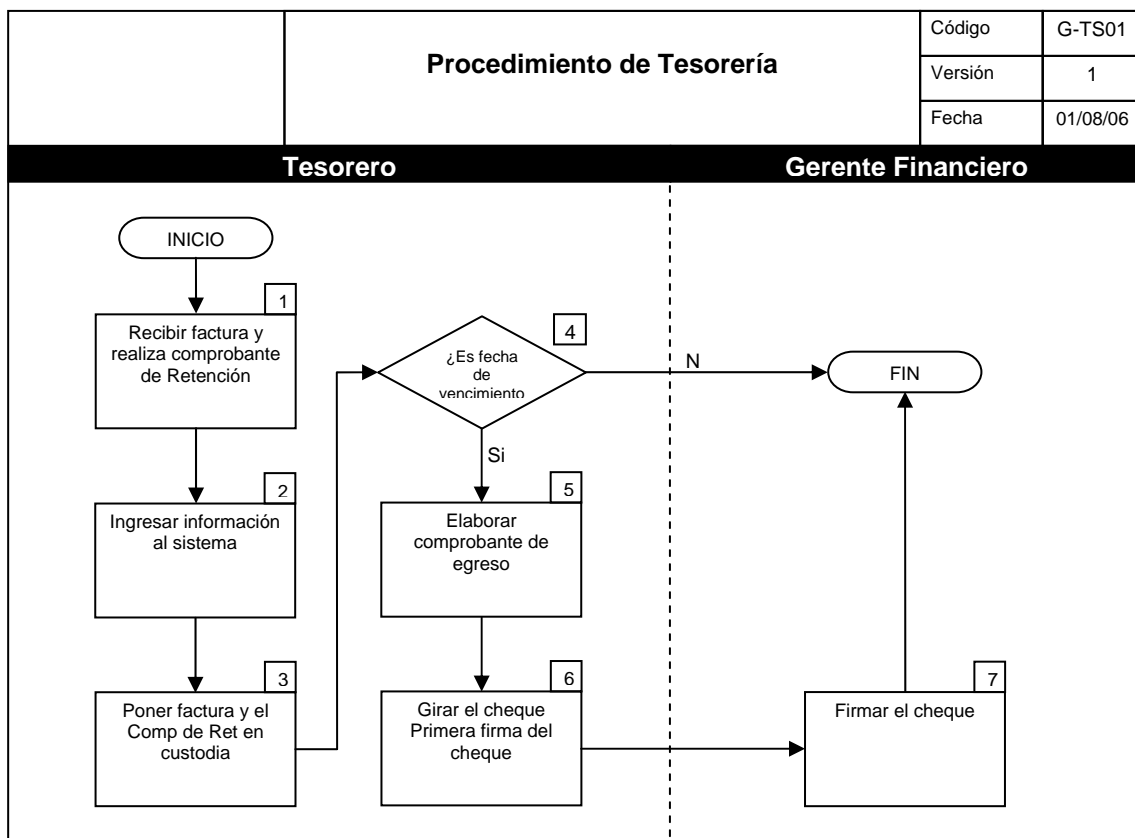 Procedimiento de Tesorería
Código G-TS01
Versión 1
Fecha 01/08/06
Tesorero Gerente Financiero
INICIO
1
Recibir factura y
realiza comprobante
de Retención
2
Ingresar información
al sistema
3
Poner factura y el
Comp de Ret en
custodia
4
¿Es fecha
de
vencimiento
N
Si
5
Elaborar
comprobante de
egreso
6
Girar el cheque
Primera firma del
cheque
7
Firmar el cheque
FIN